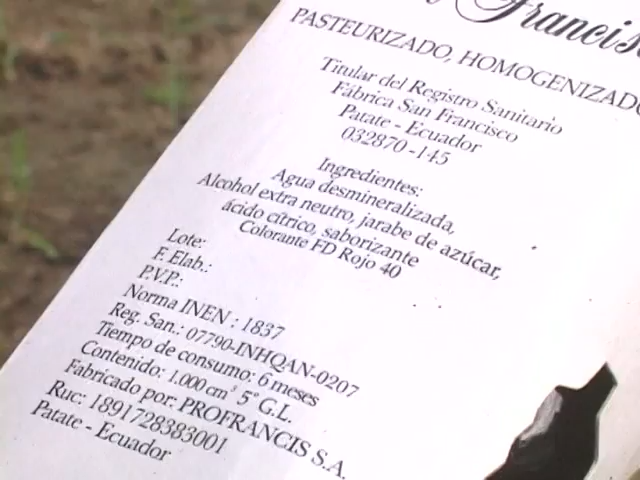 Francis
PASTEURIZADO, HOMOGENIZADO
Titular del Registro Sanitario
Fábrica San Francisco
Patate - Ecuador
032870-145
Ingredientes:
Agua desmineralizada,
Alcohol extra neutro, jarabe de azúcar,
ácido cítrico, saborizante
Colorante FD Rojo 40
Lote:
F. Elab.:
P.V.P.:
Norma INEN : 1837
Reg. San.: 07790-INHQAN-0207
Tiempo de consumo: 6 meses
Contenido: 1.000 cm³ 5° G.L.
Fabricado por: PROFRANCIS S.A.
Ruc: 1891728383001
Patate - Ecuador